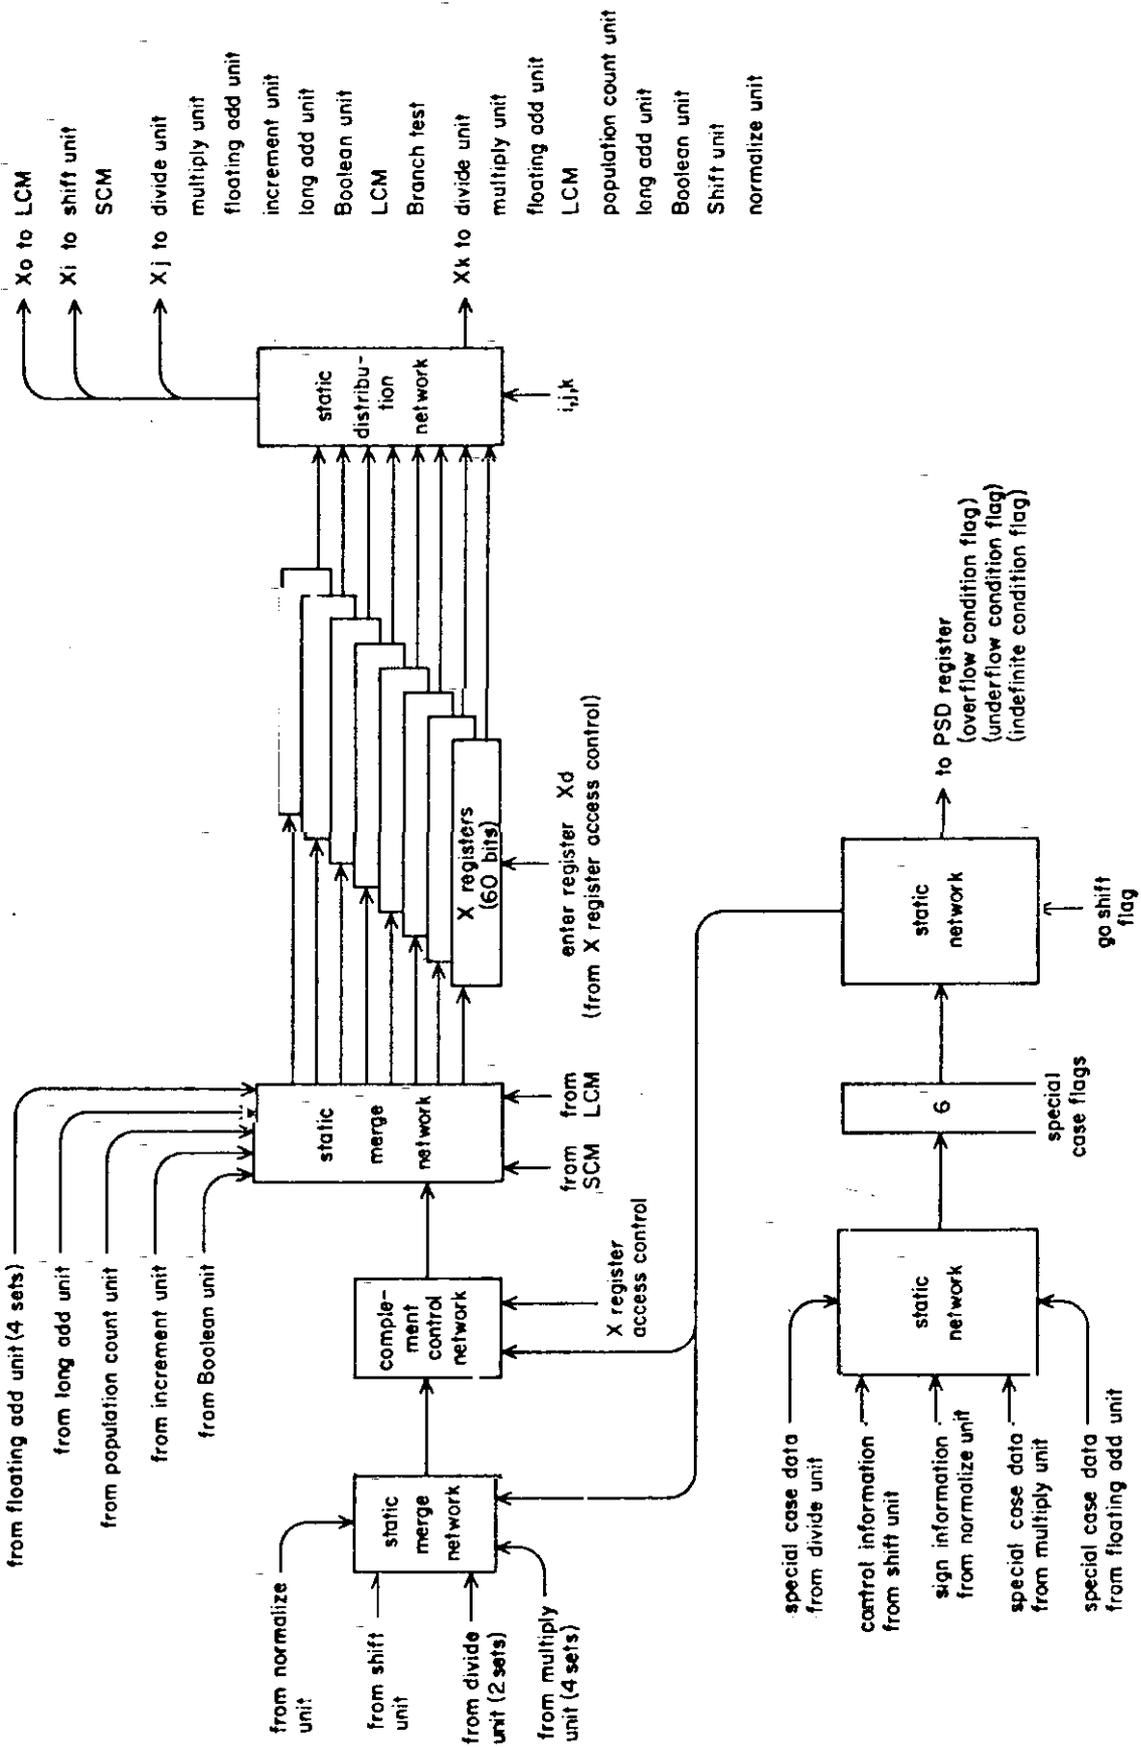 from floating add unit (4 sets)
from long add unit
from population count unit
from increment unit
from Boolean unit
from normalize
unit
from shift
unit
from divide
unit (2 sets)
from multiply
unit (4 sets)
static
merge
network
comple-
ment
control
network
X register
access control
static
merge
network
from
SCM
from
LCM
X registers
(60 bits)
enter register Xd
(from X register access control)
static
distribu-
tion
network
i,j,k
Xo to LCM
Xi to shift unit
SCM
Xj to divide unit
multiply unit
floating add unit
increment unit
long add unit
Boolean unit
LCM
Branch test
Xk to divide unit
multiply unit
floating add unit
LCM
population count unit
long add unit
Boolean unit
Shift unit
normalize unit
special case data
from divide unit
control information
from shift unit
sign information
from normalize unit
special case data
from multiply unit
special case data
from floating add unit
static
network
6
special
case flags
static
network
go shift
flag
to PSD register
(overflow condition flag)
(underflow condition flag)
(indefinite condition flag)